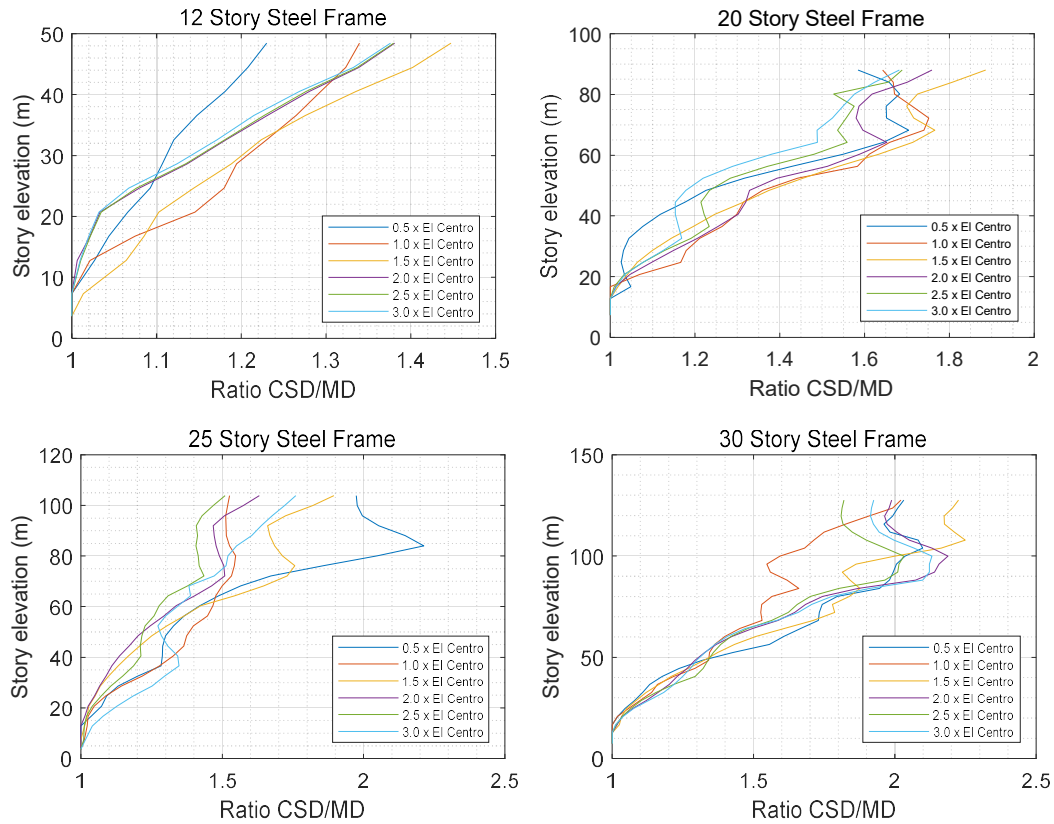 12 Story Steel Frame
50
40
30
20
10
0
Story elevation (m)
1
1.1
1.2
1.3
1.4
1.5
Ratio CSD/MD
0.5 x El Centro
1.0 x El Centro
1.5 x El Centro
2.0 x El Centro
2.5 x El Centro
3.0 x El Centro
20 Story Steel Frame
100
80
60
40
20
0
Story elevation (m)
1
1.2
1.4
1.6
1.8
2
Ratio CSD/MD
0.5 x El Centro
1.0 x El Centro
1.5 x El Centro
2.0 x El Centro
2.5 x El Centro
3.0 x El Centro
25 Story Steel Frame
120
100
80
60
40
20
0
Story elevation (m)
1
1.5
2
2.5
Ratio CSD/MD
0.5 x El Centro
1.0 x El Centro
1.5 x El Centro
2.0 x El Centro
2.5 x El Centro
3.0 x El Centro
30 Story Steel Frame
150
100
50
0
Story elevation (m)
1
1.5
2
2.5
Ratio CSD/MD
0.5 x El Centro
1.0 x El Centro
1.5 x El Centro
2.0 x El Centro
2.5 x El Centro
3.0 x El Centro